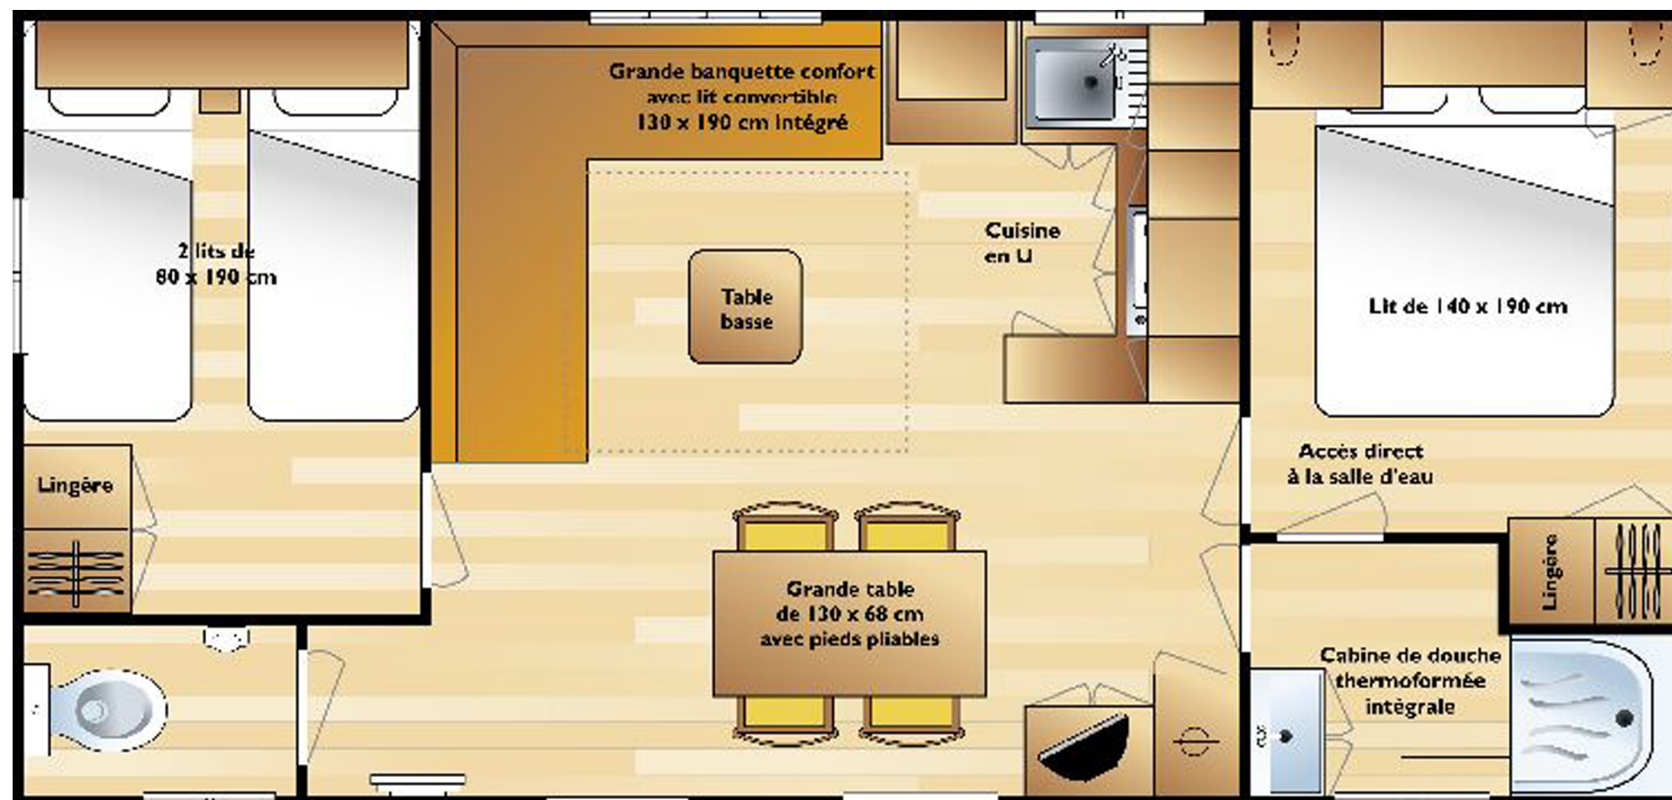 Grande banquette confort
avec lit convertible
130 x 190 cm intégré
2 lits de
80 x 190 cm
Cuisine
en U
Table
basse
Lit de 140 x 190 cm
Accès direct
à la salle d'eau
Lingère
Lingère
Grande table
de 130 x 68 cm
avec pieds pliables
Cabine de douche
thermoformée
intégrale